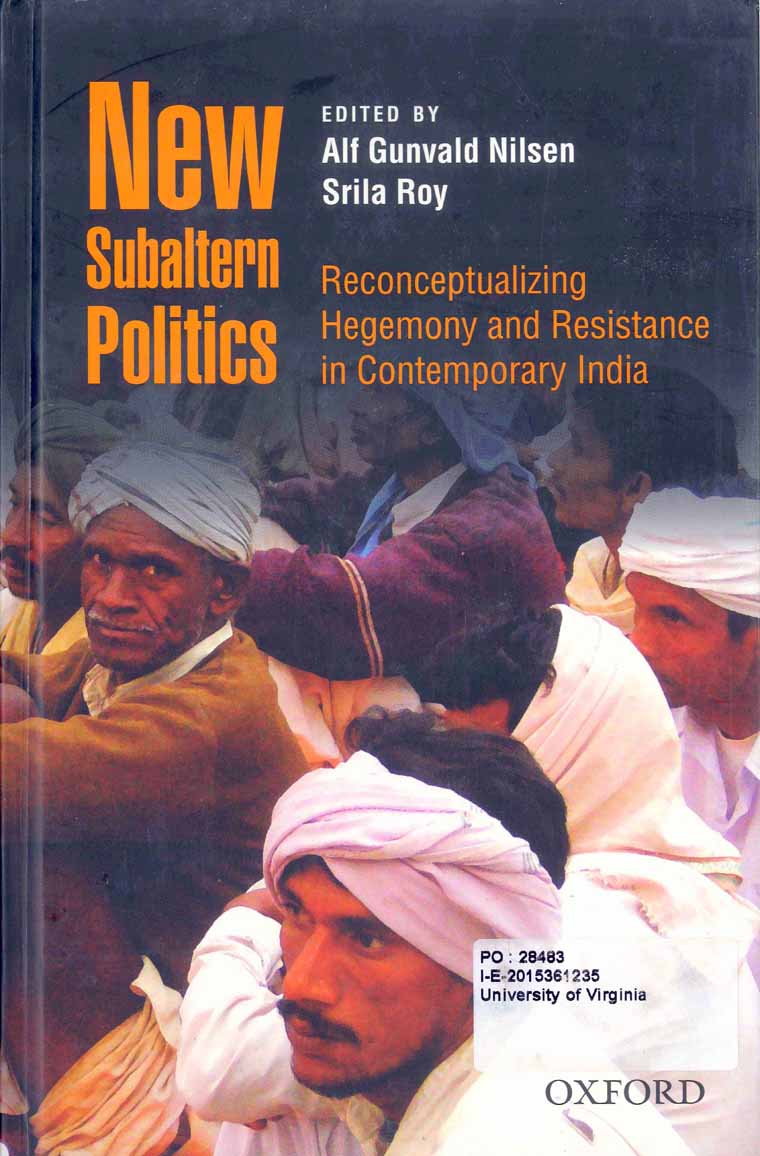 New
Subaltern
Politics
EDITED BY
Alf Gunvald Nilsen
Srila Roy
Reconceptualizing
Hegemony and Resistance
in Contemporary India
PO : 28483
I-E-2015361235
University of Virginia
OXFORD